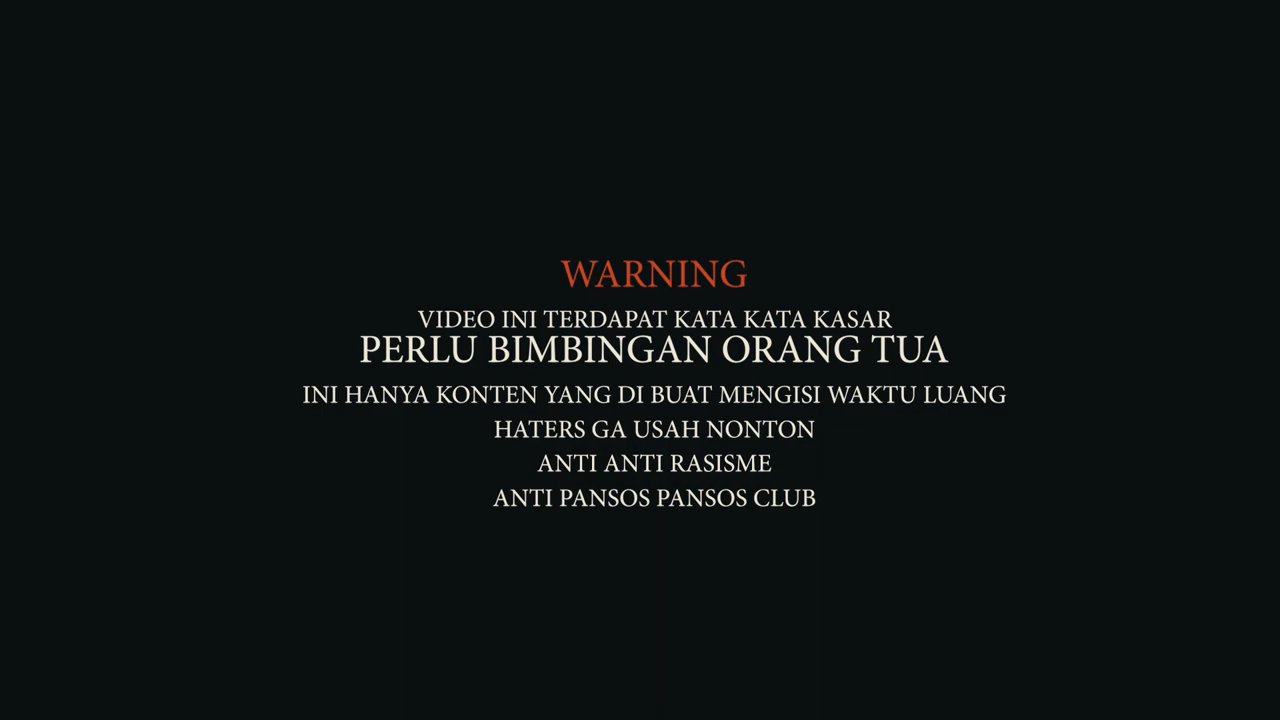 WARNING
VIDEO INI TERDAPAT KATA KATA KASAR
PERLU BIMBINGAN ORANG TUA
INI HANYA KONTEN YANG DI BUAT MENGISI WAKTU LUANG
HATERS GA USAH NONTON
ANTI ANTI RASISME
ANTI PANSOS PANSOS CLUB